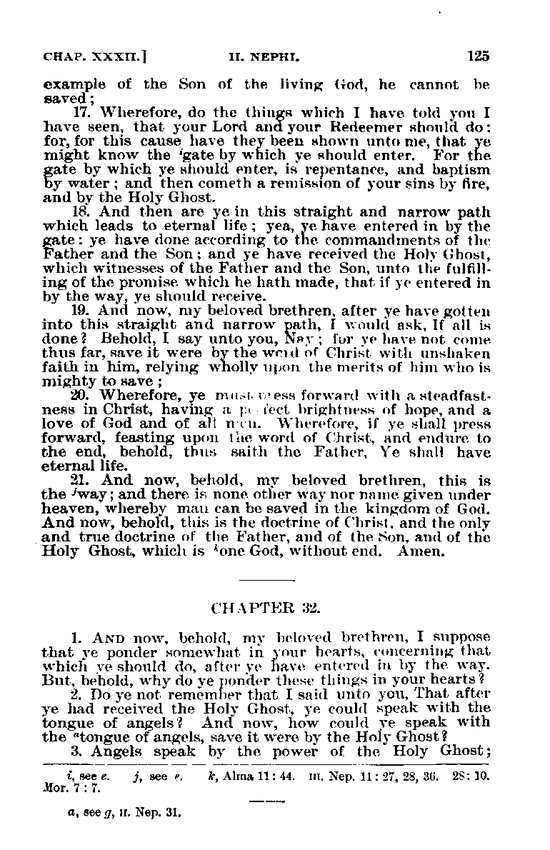 CHAP. XXXII.] II. NEPHI. 125
example of the Son of the living God, he cannot be
saved;
17. Wherefore, do the things which I have told you I
have seen, that your Lord and your Redeemer should do:
for, for this cause have they been shown unto me, that ye
might know the ⁱgate by which ye should enter. For the
gate by which ye should enter, is repentance, and baptism
by water; and then cometh a remission of your sins by fire,
and by the Holy Ghost.
18. And then are ye in this straight and narrow path
which leads to eternal life; yea, ye have entered in by the
gate: ye have done according to the commandments of the
Father and the Son; and ye have received the Holy Ghost,
which witnesses of the Father and the Son, unto the fulfill-
ing of the promise which he hath made, that if ye entered in
by the way, ye should receive.
19. And now, my beloved brethren, after ye have gotten
into this straight and narrow path, I would ask, If all is
done? Behold, I say unto you, Nay; for ye have not come
thus far, save it were by the word of Christ with unshaken
faith in him, relying wholly upon the merits of him who is
mighty to save;
20. Wherefore, ye must press forward with a steadfast-
ness in Christ, having a perfect brightness of hope, and a
love of God and of all men. Wherefore, if ye shall press
forward, feasting upon the word of Christ, and endure to
the end, behold, thus saith the Father, Ye shall have
eternal life.
21. And now, behold, my beloved brethren, this is
the ʲway; and there is none other way nor name given under
heaven, whereby man can be saved in the kingdom of God.
And now, behold, this is the doctrine of Christ, and the only
and true doctrine of the Father, and of the Son, and of the
Holy Ghost, which is ᵏone God, without end. Amen.
CHAPTER 32.
1. AND now, behold, my beloved brethren, I suppose
that ye ponder somewhat in your hearts, concerning that
which ye should do, after ye have entered in by the way.
But, behold, why do ye ponder these things in your hearts?
2. Do ye not remember that I said unto you, That after
ye had received the Holy Ghost, ye could speak with the
tongue of angels? And now, how could ye speak with
the ᵃtongue of angels, save it were by the Holy Ghost?
3. Angels speak by the power of the Holy Ghost;
i, see e. j, see e. k, Alma 11: 44. III. Nep. 11: 27, 28, 36. 28: 10.
Mor. 7: 7.
a, see g, II. Nep. 31.